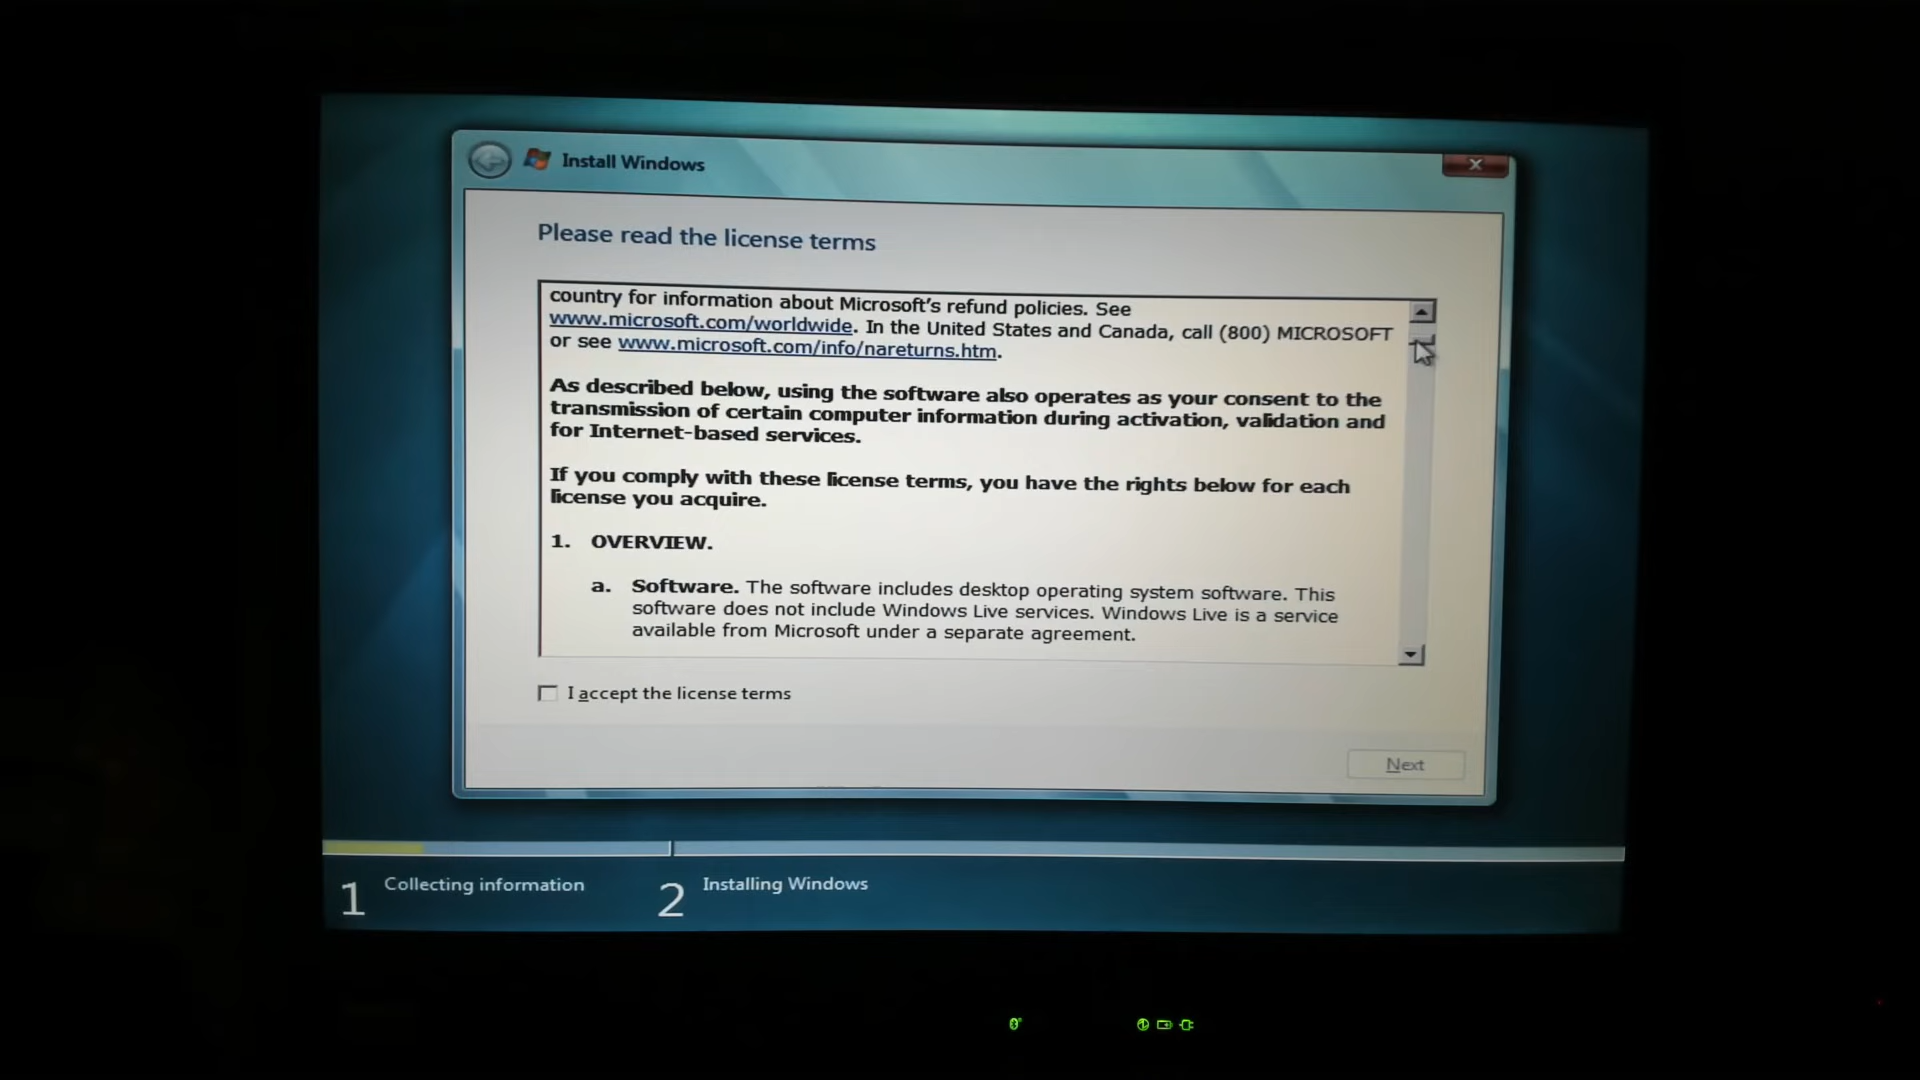 Install Windows
Please read the license terms
country for information about Microsoft's refund policies. See
www.microsoft.com/worldwide. In the United States and Canada, call (800) MICROSOFT
or see www.microsoft.com/info/nareturns.htm.
As described below, using the software also operates as your consent to the
transmission of certain computer information during activation, validation and
for Internet-based services.
If you comply with these license terms, you have the rights below for each
license you acquire.
1. OVERVIEW.
a. Software. The software includes desktop operating system software. This
software does not include Windows Live services. Windows Live is a service
available from Microsoft under a separate agreement.
I accept the license terms
Next
1 Collecting information
2 Installing Windows